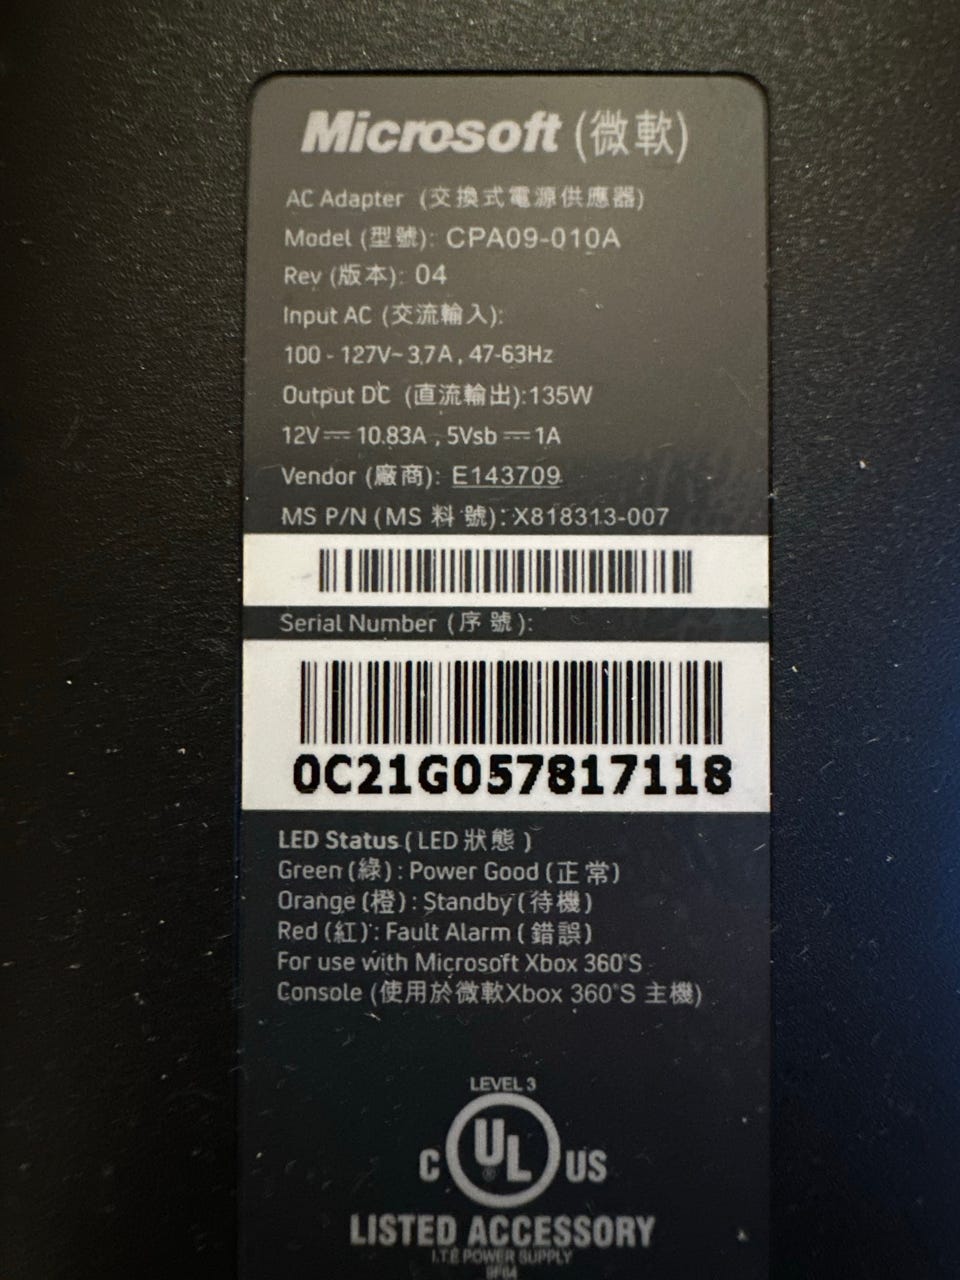 Microsoft (微軟)
AC Adapter (交換式電源供應器)
Model (型號): CPA09-010A
Rev (版本): 04
Input AC (交流輸入):
100 - 127V~ 3.7A , 47-63Hz
Output DC (直流輸出):135W
12V⎓ 10.83A , 5Vsb ⎓1A
Vendor (廠商): E143709
MS P/N (MS 料 號): X818313-007
Serial Number (序 號):
0C21G057817118
LED Status ( LED 狀態 )
Green (綠) : Power Good (正 常)
Orange (橙) : Standby ( 待機 )
Red (紅) : Fault Alarm ( 錯誤 )
For use with Microsoft Xbox 360®S
Console (使用於微軟Xbox 360®S 主機)
LEVEL 3
C UL ® US
LISTED ACCESSORY
I.T.E POWER SUPPLY